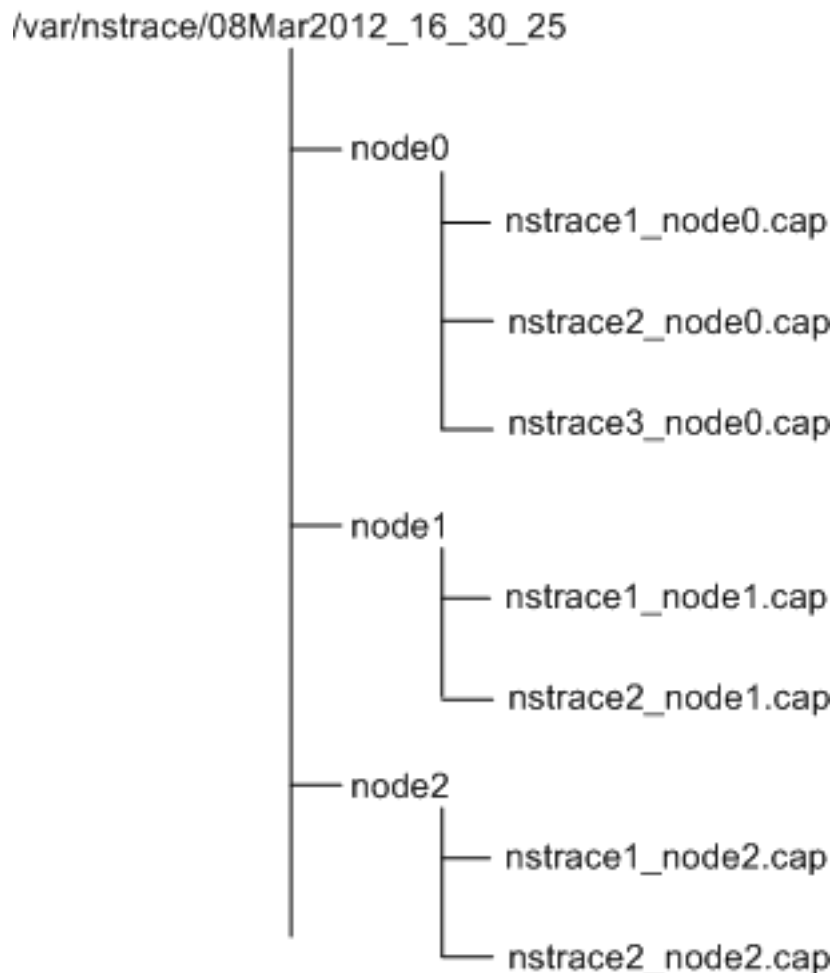 /var/nstrace/08Mar2012_16_30_25
node0
nstrace1_node0.cap
nstrace2_node0.cap
nstrace3_node0.cap
node1
nstrace1_node1.cap
nstrace2_node1.cap
node2
nstrace1_node2.cap
nstrace2_node2.cap